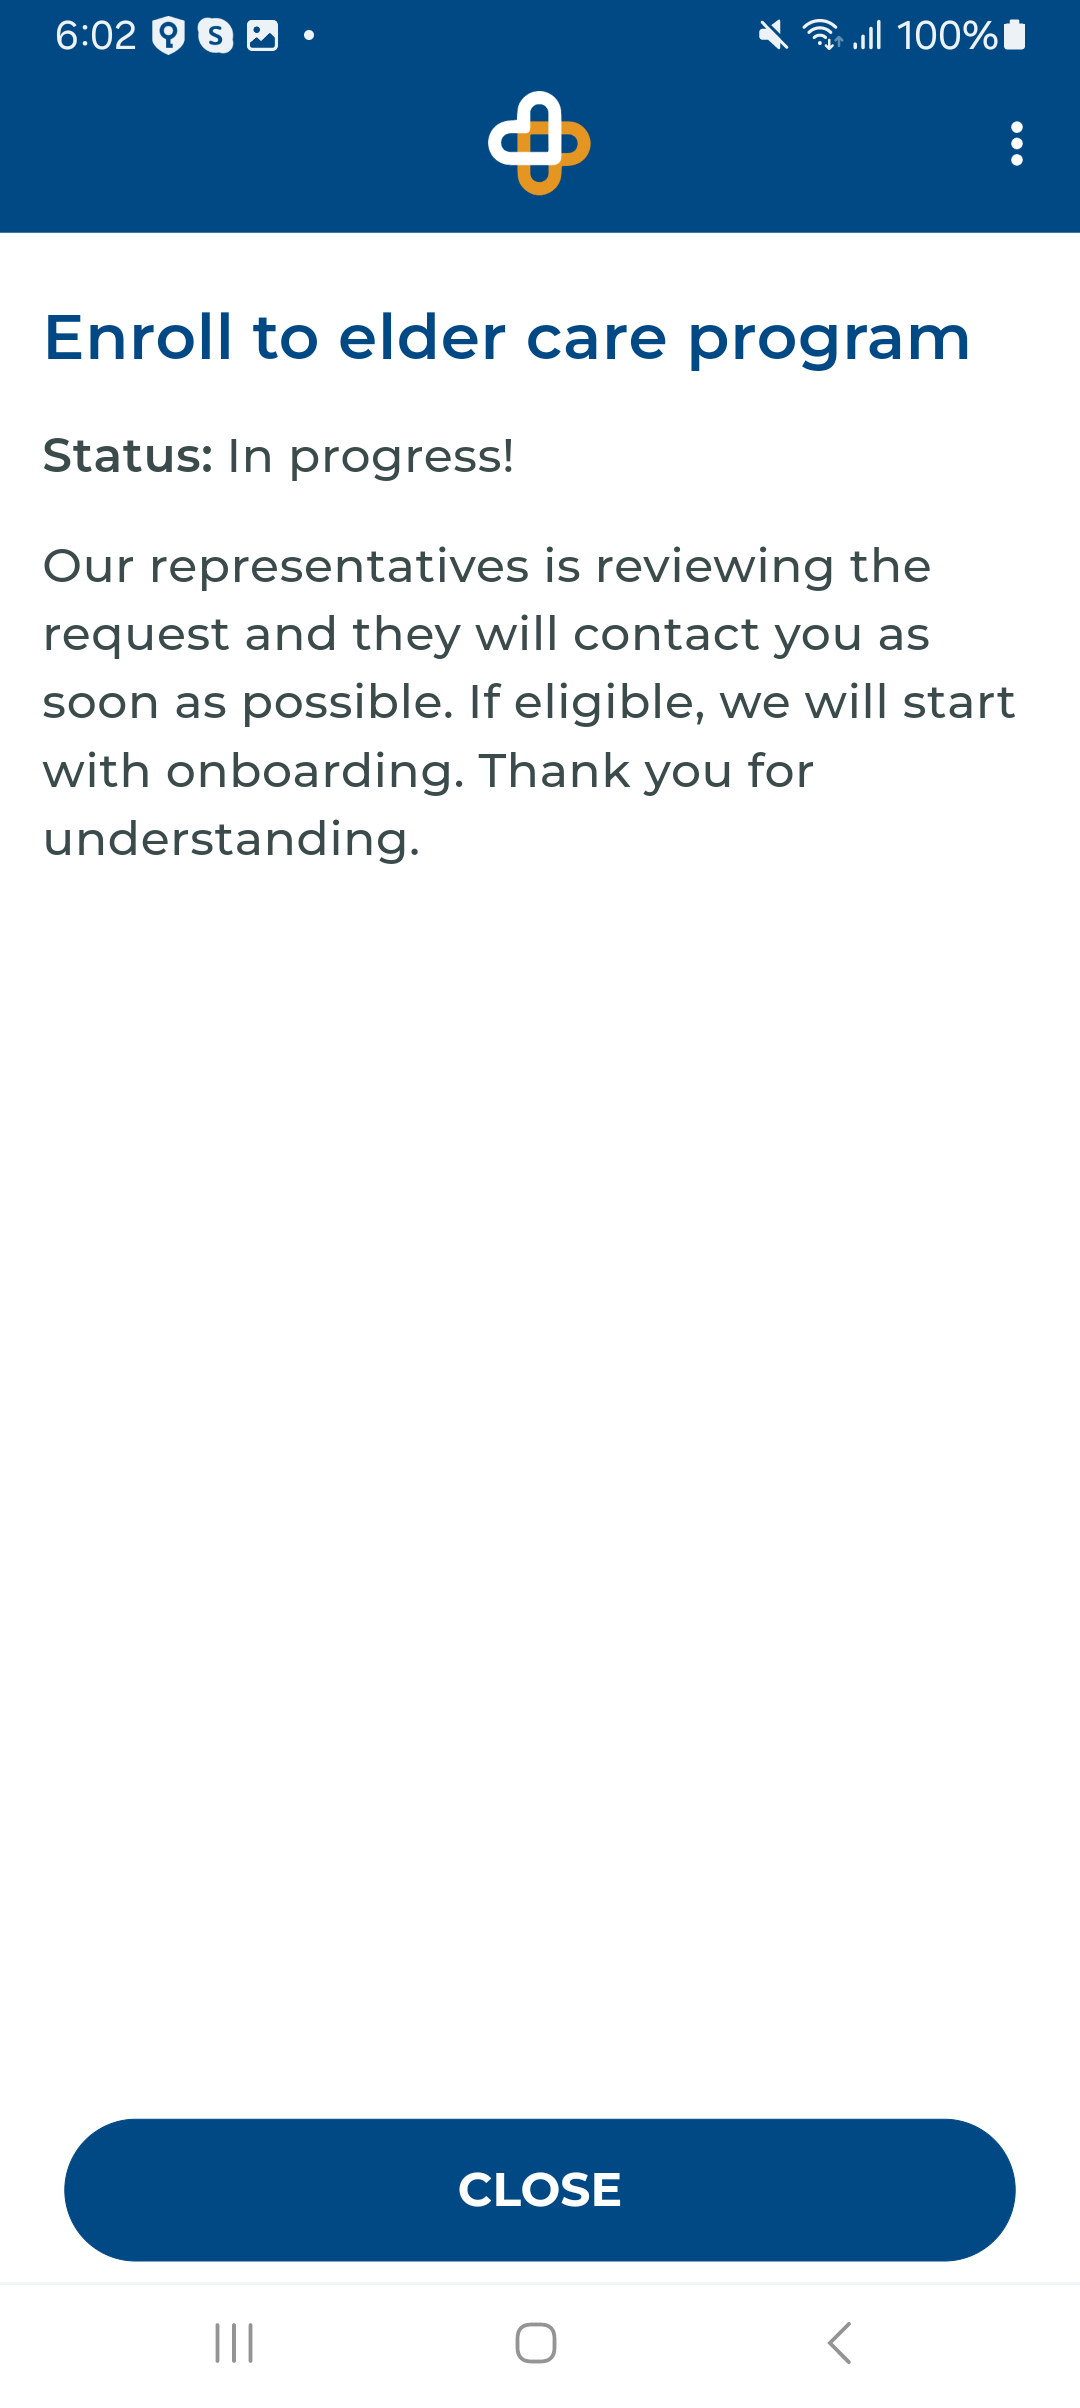 6:02
100%
Enroll to elder care program
Status: In progress!
Our representatives is reviewing the
request and they will contact you as
soon as possible. If eligible, we will start
with onboarding. Thank you for
understanding.
CLOSE